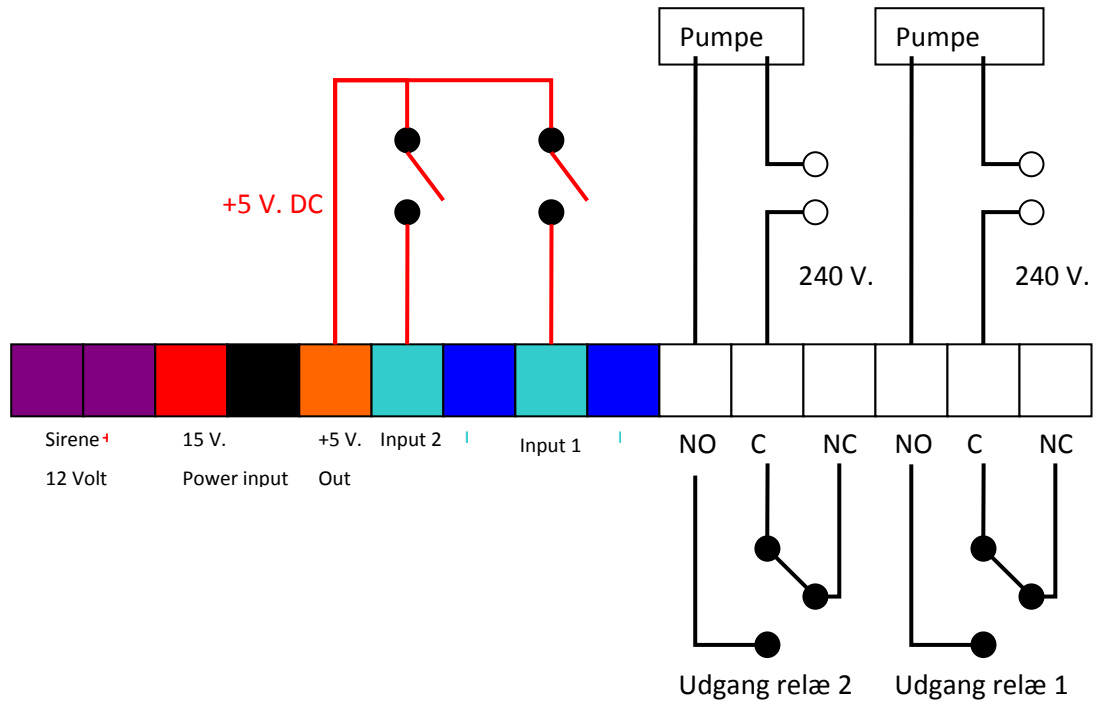 Pumpe
Pumpe
+5 V. DC
240 V.
240 V.
Sirene +
12 Volt
15 V.
Power input
+5 V.
Out
Input 2
Input 1
NO
C
NC
NO
C
NC
Udgang relæ 2
Udgang relæ 1